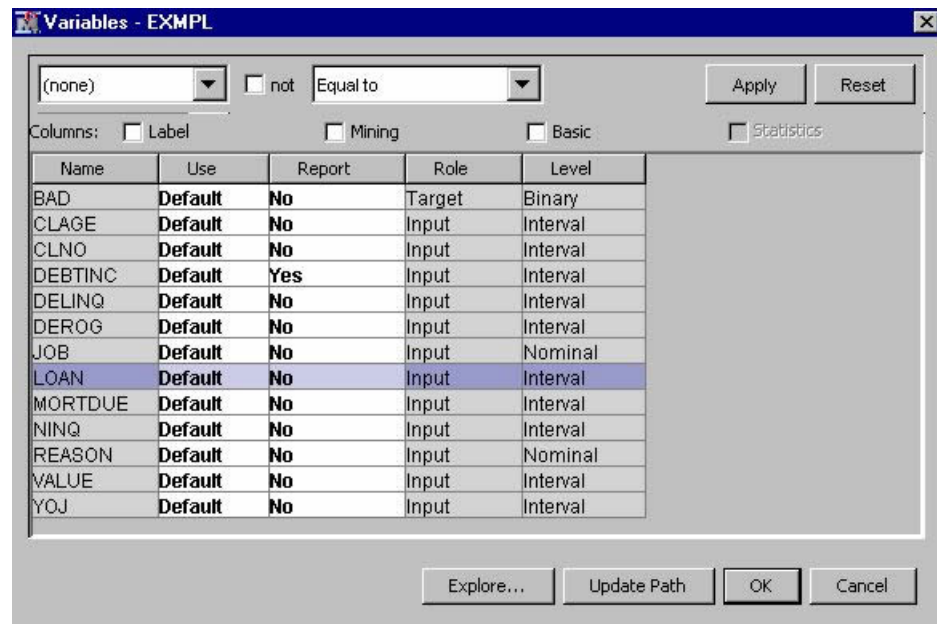 Variables - EXMPL
(none) not Equal to Apply Reset
Columns: Label Mining Basic Statistics
Name Use Report Role Level
BAD Default No Target Binary
CLAGE Default No Input Interval
CLNO Default No Input Interval
DEBTINC Default Yes Input Interval
DELINQ Default No Input Interval
DEROG Default No Input Interval
JOB Default No Input Nominal
LOAN Default No Input Interval
MORTDUE Default No Input Interval
NINQ Default No Input Interval
REASON Default No Input Nominal
VALUE Default No Input Interval
YOJ Default No Input Interval
Explore... Update Path OK Cancel